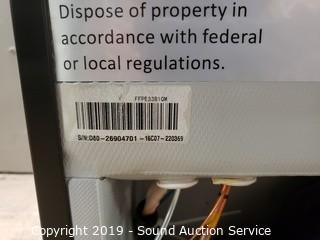 Dispose of property in
accordance with federal
or local regulations.
FFPE3381QM
S/N:D80-26904701 -16C07-220369
Copyright 2019 - Sound Auction Service